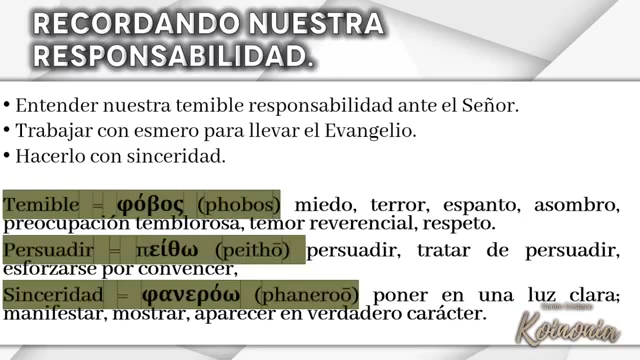 RECORDANDO NUESTRA
RESPONSABILIDAD.
• Entender nuestra temible responsabilidad ante el Señor.
• Trabajar con esmero para llevar el Evangelio.
• Hacerlo con sinceridad.
Temible = φόβος (phobos) miedo, terror, espanto, asombro,
preocupación temblorosa, temor reverencial, respeto.
Persuadir = πείθω (peithō) persuadir, tratar de persuadir,
esforzarse por convencer,
Sinceridad = φανερόω (phaneroō) poner en una luz clara;
manifestar, mostrar, aparecer en verdadero carácter.
Centro Cristiano
Koinonia